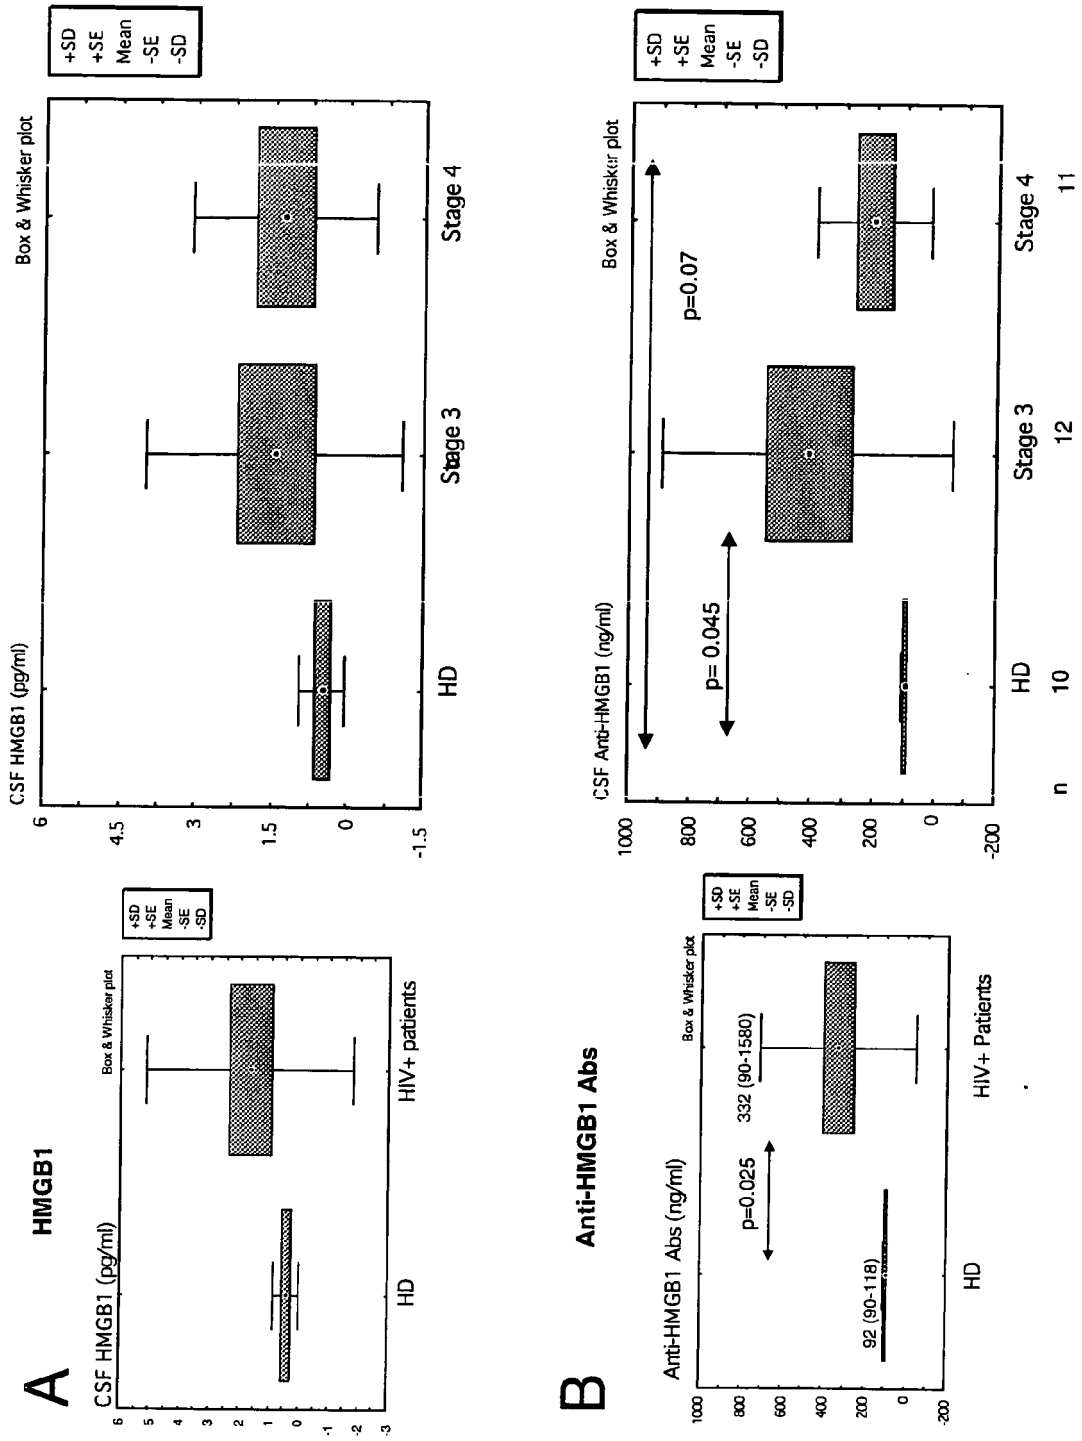 A
HMGB1
CSF HMGB1 (pg/ml)
Box & Whisker plot
6
5
4
3
2
1
0
-1
-2
-3
HD
HIV+ patients
+SD
+SE
Mean
-SE
-SD
CSF HMGB1 (pg/ml)
Box & Whisker plot
6
4.5
3
1.5
0
-1.5
HD
Stage 3
Stage 4
+SD
+SE
Mean
-SE
-SD
B
Anti-HMGB1 Abs
Anti-HMGB1 Abs (ng/ml)
Box & Whisker plot
1000
800
600
400
200
0
-200
p=0.025
332 (90-1580)
92 (90-118)
HD
HIV+ Patients
+SD
+SE
Mean
-SE
-SD
CSF Anti-HMGB1 (ng/ml)
Box & Whisker plot
1000
800
600
400
200
0
-200
p=0.07
p= 0.045
HD
Stage 3
Stage 4
n
10
12
11
+SD
+SE
Mean
-SE
-SD